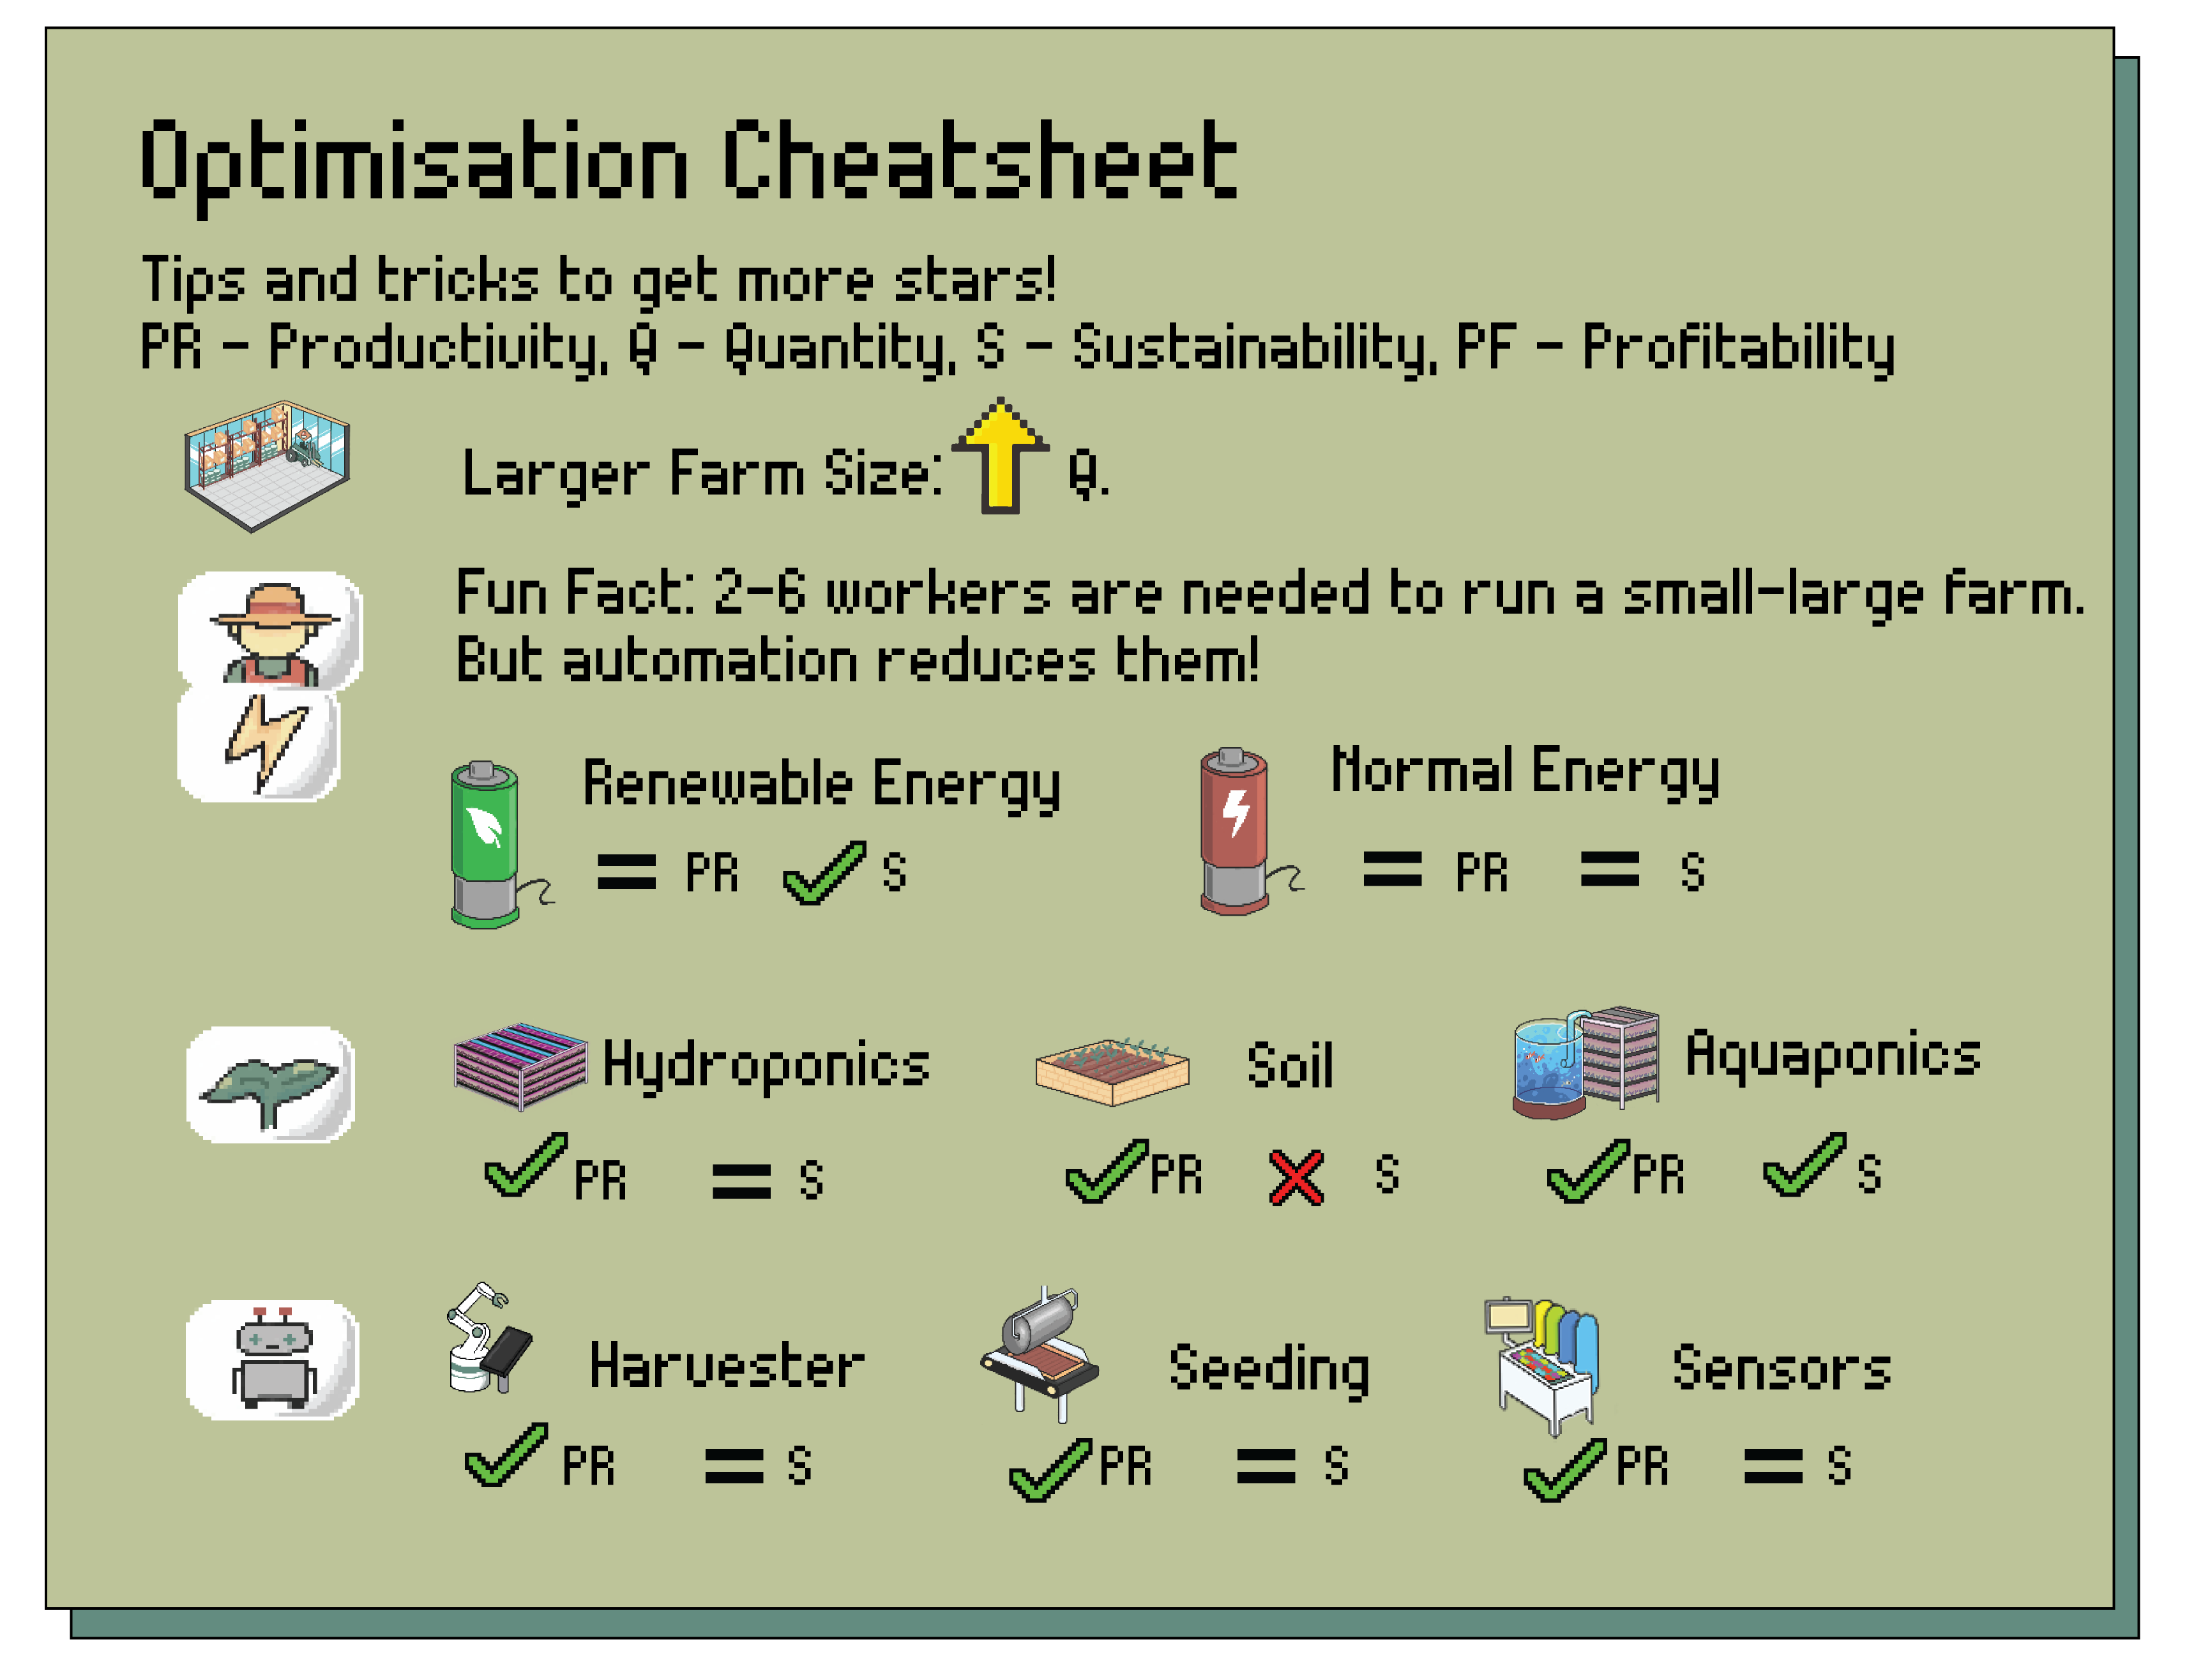 Optimisation Cheatsheet
Tips and tricks to get more stars!
PR - Productivity, Q - Quantity, S - Sustainability, PF - Profitability
Larger Farm Size: Q.
Fun Fact: 2-6 workers are needed to run a small-large farm.
But automation reduces them!
Renewable Energy
= PR S
Normal Energy
= PR = S
Hydroponics
PR = S
Soil
PR S
Aquaponics
PR S
Harvester
PR = S
Seeding
PR = S
Sensors
PR = S